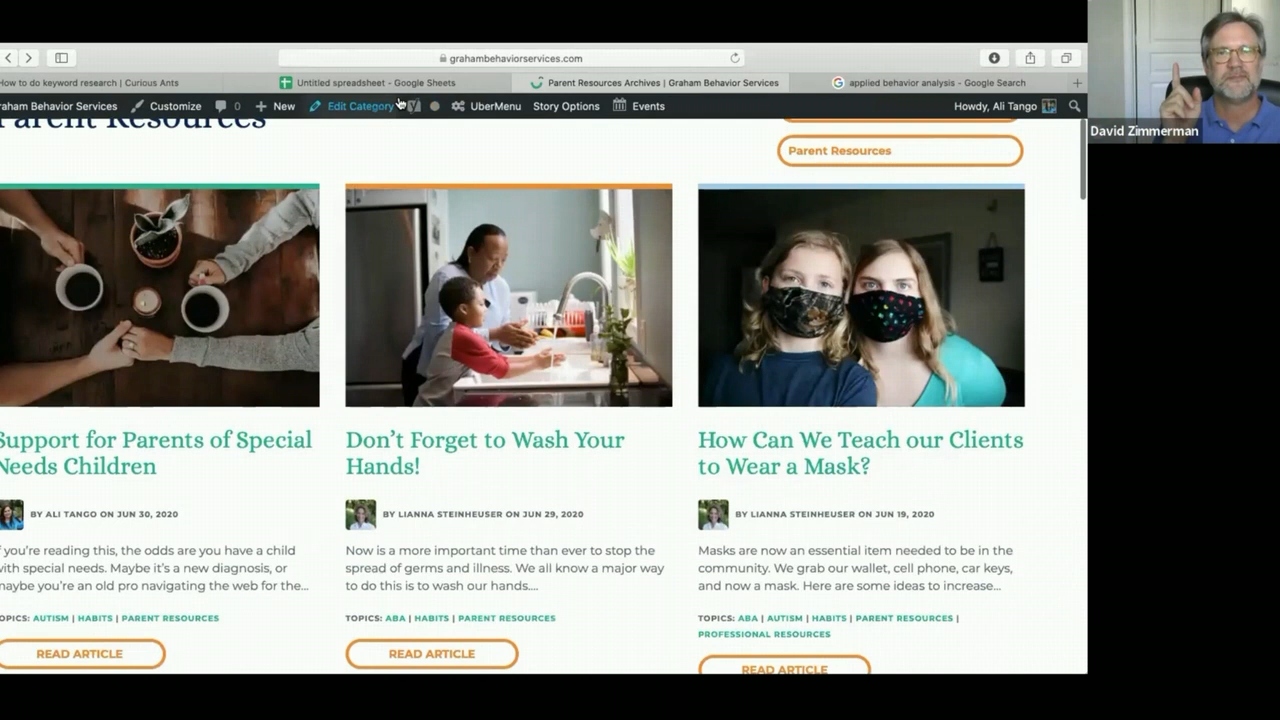 grahambehaviorservices.com
How to do keyword research | Curious Ants
Untitled spreadsheet - Google Sheets
Parent Resources Archives | Graham Behavior Services
applied behavior analysis - Google Search
raham Behavior Services
Customize
0
New
Edit Category
UberMenu
Story Options
Events
Howdy, Ali Tango
David Zimmerman
Parent Resources
Parent Resources
Support for Parents of Special
Needs Children
BY ALI TANGO ON JUN 30, 2020
f you're reading this, the odds are you have a child
with special needs. Maybe it's a new diagnosis, or
maybe you're an old pro navigating the web for the...
OPICS: AUTISM | HABITS | PARENT RESOURCES
READ ARTICLE
Don't Forget to Wash Your
Hands!
BY LIANNA STEINHEUSER ON JUN 29, 2020
Now is a more important time than ever to stop the
spread of germs and illness. We all know a major way
to do this is to wash our hands....
TOPICS: ABA | HABITS | PARENT RESOURCES
READ ARTICLE
How Can We Teach our Clients
to Wear a Mask?
BY LIANNA STEINHEUSER ON JUN 19, 2020
Masks are now an essential item needed to be in the
community. We grab our wallet, cell phone, car keys,
and now a mask. Here are some ideas to increase...
TOPICS: ABA | AUTISM | HABITS | PARENT RESOURCES |
PROFESSIONAL RESOURCES
READ ARTICLE